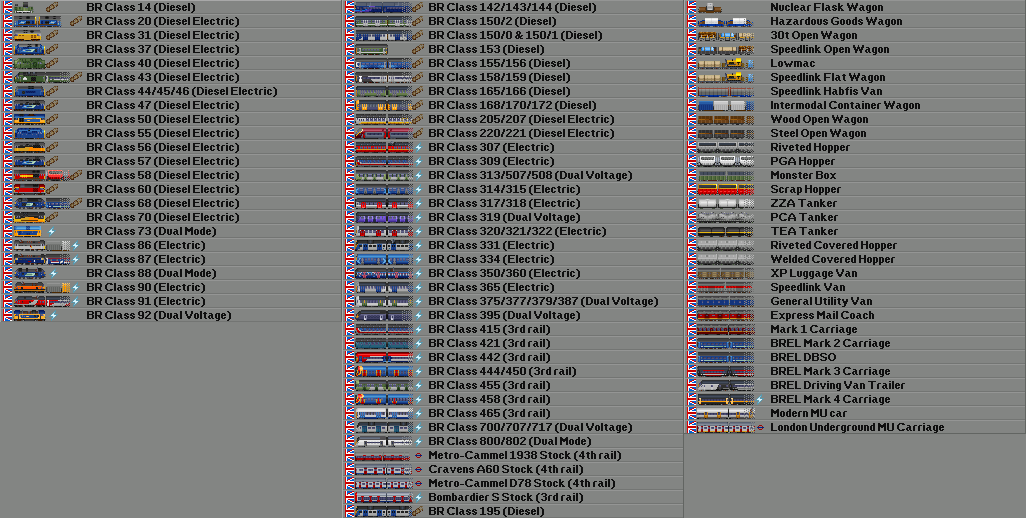 BR Class 14 (Diesel)
BR Class 20 (Diesel Electric)
BR Class 31 (Diesel Electric)
BR Class 37 (Diesel Electric)
BR Class 40 (Diesel Electric)
BR Class 43 (Diesel Electric)
BR Class 44/45/46 (Diesel Electric)
BR Class 47 (Diesel Electric)
BR Class 50 (Diesel Electric)
BR Class 55 (Diesel Electric)
BR Class 56 (Diesel Electric)
BR Class 57 (Diesel Electric)
BR Class 58 (Diesel Electric)
BR Class 60 (Diesel Electric)
BR Class 68 (Diesel Electric)
BR Class 70 (Diesel Electric)
BR Class 73 (Dual Mode)
BR Class 86 (Electric)
BR Class 87 (Electric)
BR Class 88 (Dual Mode)
BR Class 90 (Electric)
BR Class 91 (Electric)
BR Class 92 (Dual Voltage)
BR Class 142/143/144 (Diesel)
BR Class 150/2 (Diesel)
BR Class 150/0 & 150/1 (Diesel)
BR Class 153 (Diesel)
BR Class 155/156 (Diesel)
BR Class 158/159 (Diesel)
BR Class 165/166 (Diesel)
BR Class 168/170/172 (Diesel)
BR Class 205/207 (Diesel Electric)
BR Class 220/221 (Diesel Electric)
BR Class 307 (Electric)
BR Class 309 (Electric)
BR Class 313/507/508 (Dual Voltage)
BR Class 314/315 (Electric)
BR Class 317/318 (Electric)
BR Class 319 (Dual Voltage)
BR Class 320/321/322 (Electric)
BR Class 331 (Electric)
BR Class 334 (Electric)
BR Class 350/360 (Electric)
BR Class 365 (Electric)
BR Class 375/377/379/387 (Dual Voltage)
BR Class 395 (Dual Voltage)
BR Class 415 (3rd rail)
BR Class 421 (3rd rail)
BR Class 442 (3rd rail)
BR Class 444/450 (3rd rail)
BR Class 455 (3rd rail)
BR Class 458 (3rd rail)
BR Class 465 (3rd rail)
BR Class 700/707/717 (Dual Voltage)
BR Class 800/802 (Dual Mode)
Metro-Cammel 1938 Stock (4th rail)
Cravens A60 Stock (4th rail)
Metro-Cammel D78 Stock (4th rail)
Bombardier S Stock (3rd rail)
BR Class 195 (Diesel)
Nuclear Flask Wagon
Hazardous Goods Wagon
30t Open Wagon
Speedlink Open Wagon
Lowmac
Speedlink Flat Wagon
Speedlink Habfis Van
Intermodal Container Wagon
Wood Open Wagon
Steel Open Wagon
Riveted Hopper
PGA Hopper
Monster Box
Scrap Hopper
ZZA Tanker
PCA Tanker
TEA Tanker
Riveted Covered Hopper
Welded Covered Hopper
XP Luggage Van
Speedlink Van
General Utility Van
Express Mail Coach
Mark 1 Carriage
BREL Mark 2 Carriage
BREL DBSO
BREL Mark 3 Carriage
BREL Driving Van Trailer
BREL Mark 4 Carriage
Modern MU car
London Underground MU Carriage